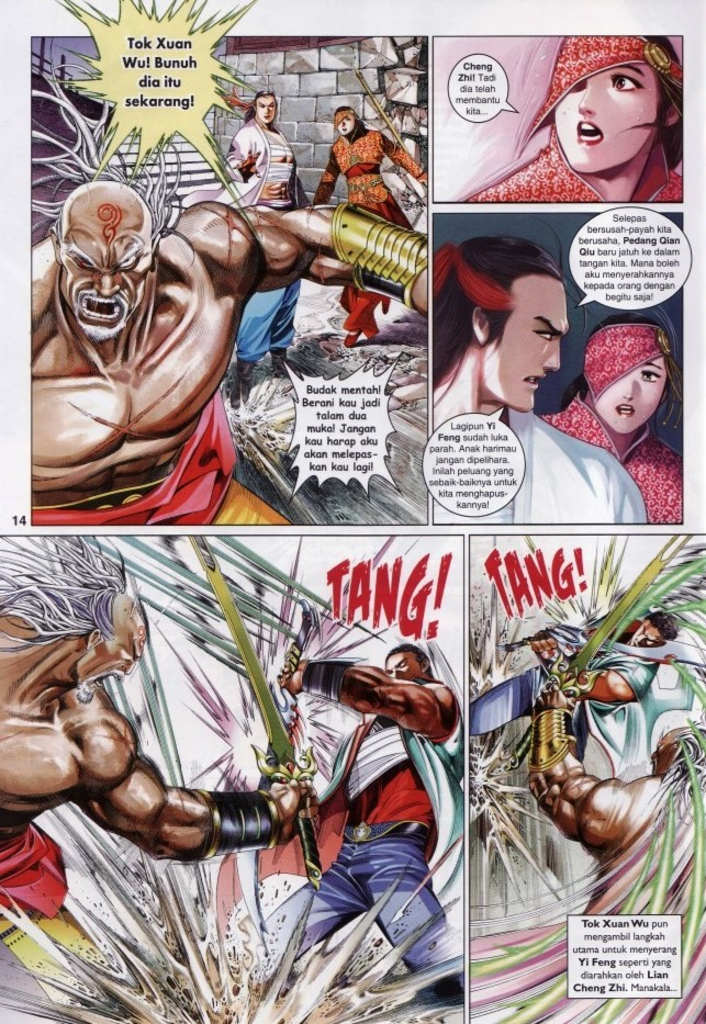 Tok Xuan
Wu! Bunuh
dia itu
sekarang!
Budak mentah!
Berani kau jadi
talam dua
muka! Jangan
kau harap aku
akan melepas-
kan kau lagi!
Cheng
Zhi! Tadi
dia telah
membantu
kita...
Selepas
bersusah-payah kita
berusaha, Pedang Qian
Qiu baru jatuh ke dalam
tangan kita. Mana boleh
aku menyerahkannya
kepada orang dengan
begitu saja!
Lagipun Yi
Feng sudah luka
parah. Anak harimau
jangan dipelihara.
Inilah peluang yang
sebaik-baiknya untuk
kita menghapus-
kannya!
14
TANG!
TANG!
Tok Xuan Wu pun
mengambil langkah
utama untuk menyerang
Yi Feng seperti yang
diarahkan oleh Lian
Cheng Zhi. Manakala...